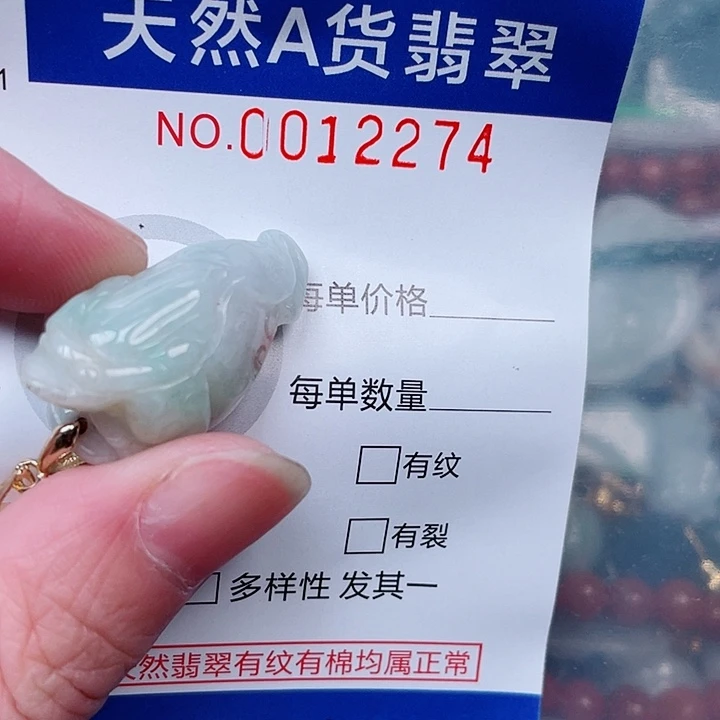 天然A货翡翠
1
NO.0012274
每单价格
每单数量
有纹
有裂
多样性 发其一
天然翡翠有纹有棉均属正常